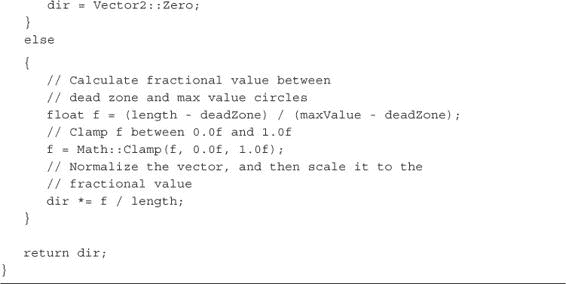 dir = Vector2::Zero;
}
else
{
// Calculate fractional value between
// dead zone and max value circles
float f = (length - deadZone) / (maxValue - deadZone);
// Clamp f between 0.0f and 1.0f
f = Math::Clamp(f, 0.0f, 1.0f);
// Normalize the vector, and then scale it to the
// fractional value
dir *= f / length;
}
return dir;
}